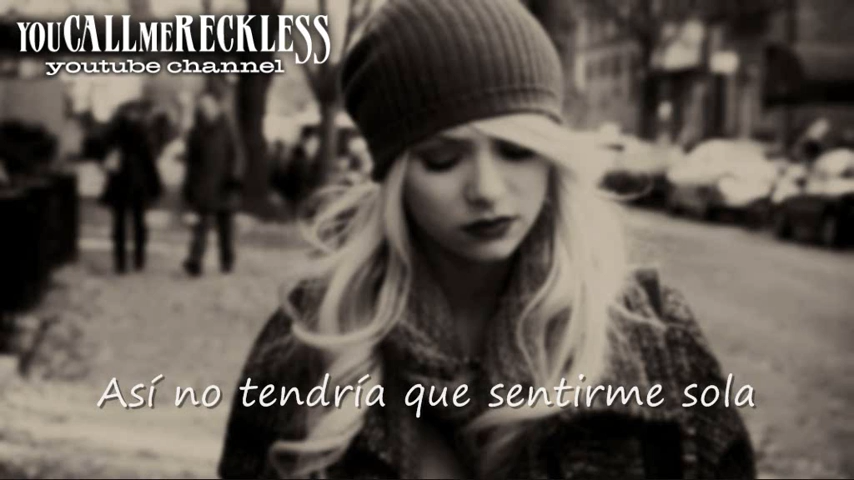 YOUCALLMERECKLESS
youtube channel
Así no tendría que sentirme sola